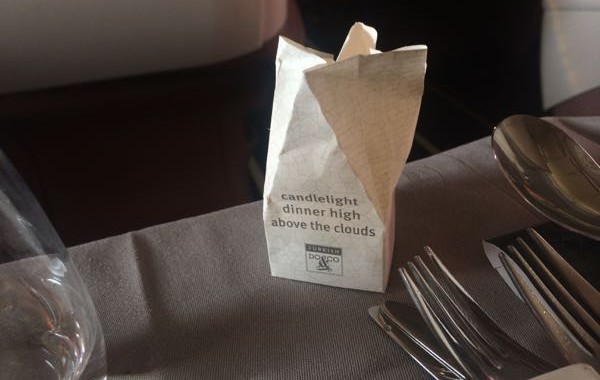 candlelight
dinner high
above the clouds
TURKISH
DO&CO